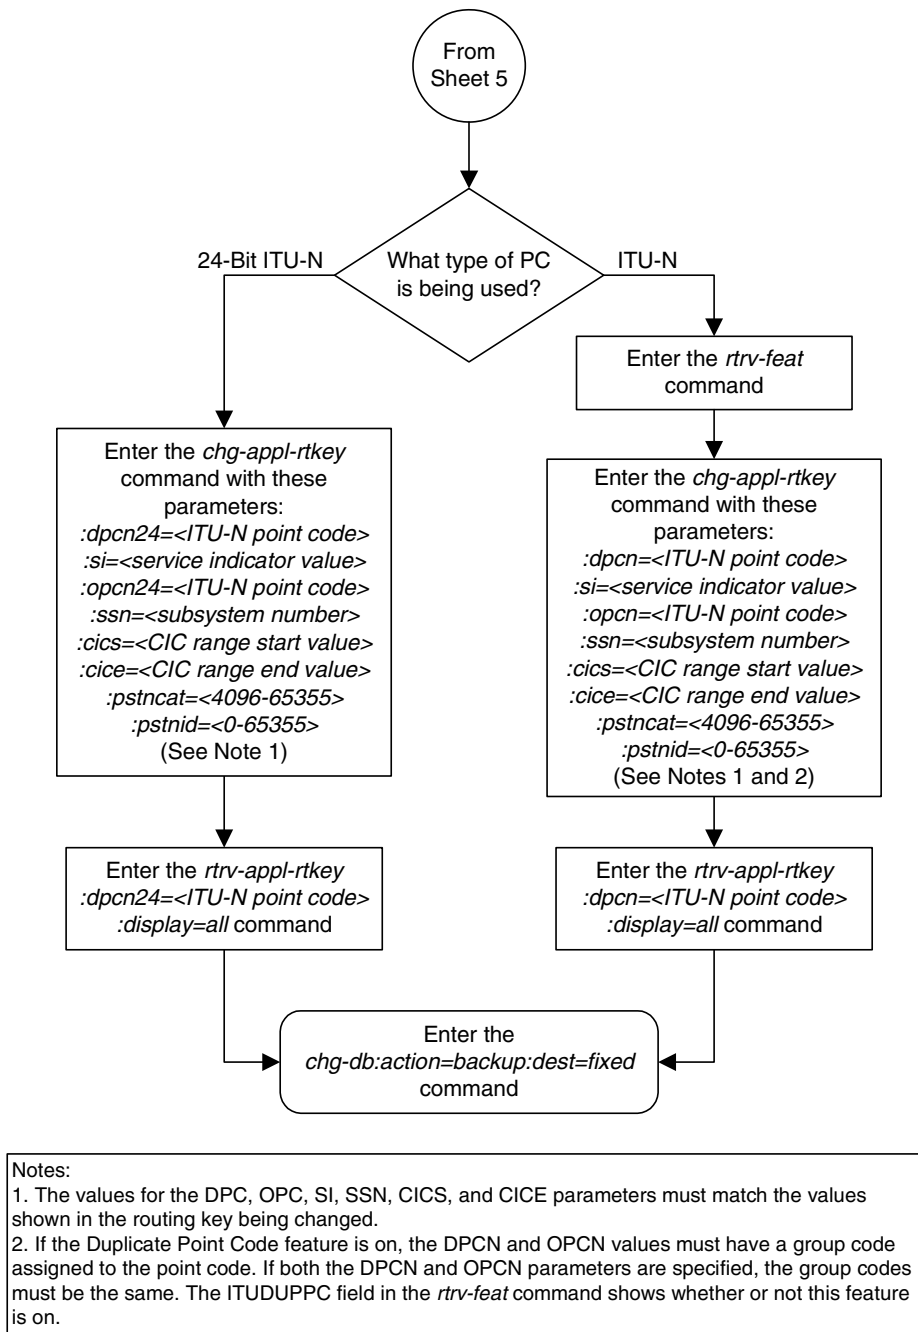 From
Sheet 5
What type of PC
is being used?
24-Bit ITU-N
ITU-N
Enter the rtrv-feat
command
Enter the chg-appl-rtkey
command with these
parameters:
:dpcn24=<ITU-N point code>
:si=<service indicator value>
:opcn24=<ITU-N point code>
:ssn=<subsystem number>
:cics=<CIC range start value>
:cice=<CIC range end value>
:pstncat=<4096-65355>
:pstnid=<0-65355>
(See Note 1)
Enter the chg-appl-rtkey
command with these
parameters:
:dpcn=<ITU-N point code>
:si=<service indicator value>
:opcn=<ITU-N point code>
:ssn=<subsystem number>
:cics=<CIC range start value>
:cice=<CIC range end value>
:pstncat=<4096-65355>
:pstnid=<0-65355>
(See Notes 1 and 2)
Enter the rtrv-appl-rtkey
:dpcn24=<ITU-N point code>
:display=all command
Enter the rtrv-appl-rtkey
:dpcn=<ITU-N point code>
:display=all command
Enter the
chg-db:action=backup:dest=fixed
command
Notes:
1. The values for the DPC, OPC, SI, SSN, CICS, and CICE parameters must match the values
shown in the routing key being changed.
2. If the Duplicate Point Code feature is on, the DPCN and OPCN values must have a group code
assigned to the point code. If both the DPCN and OPCN parameters are specified, the group codes
must be the same. The ITUDUPPC field in the rtrv-feat command shows whether or not this feature
is on.